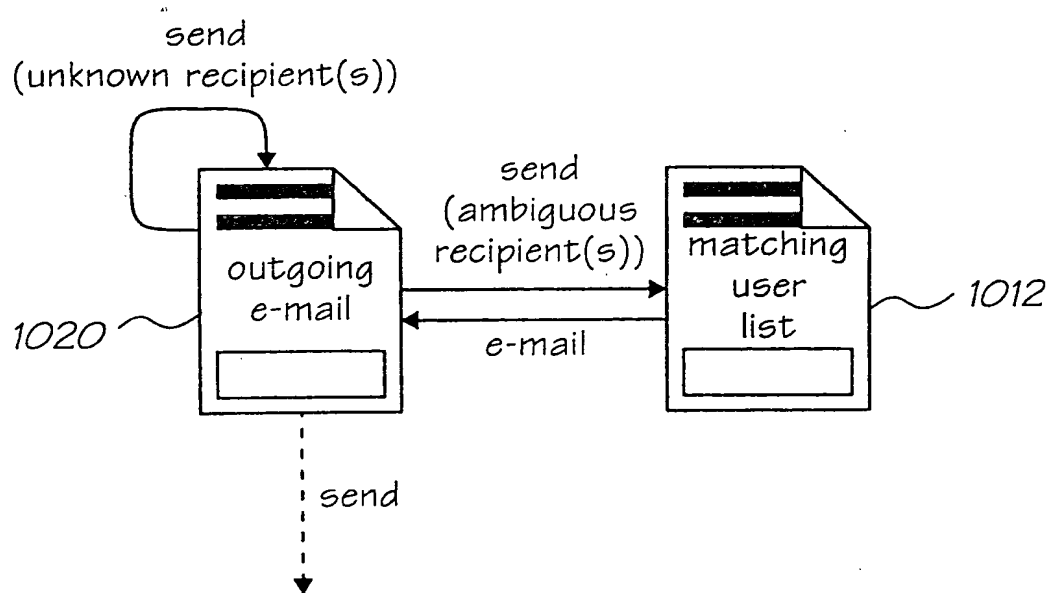 send
(unknown recipient(s))
send
(ambiguous
recipient(s))
outgoing
e-mail
matching
user
list
1020
1012
e-mail
send